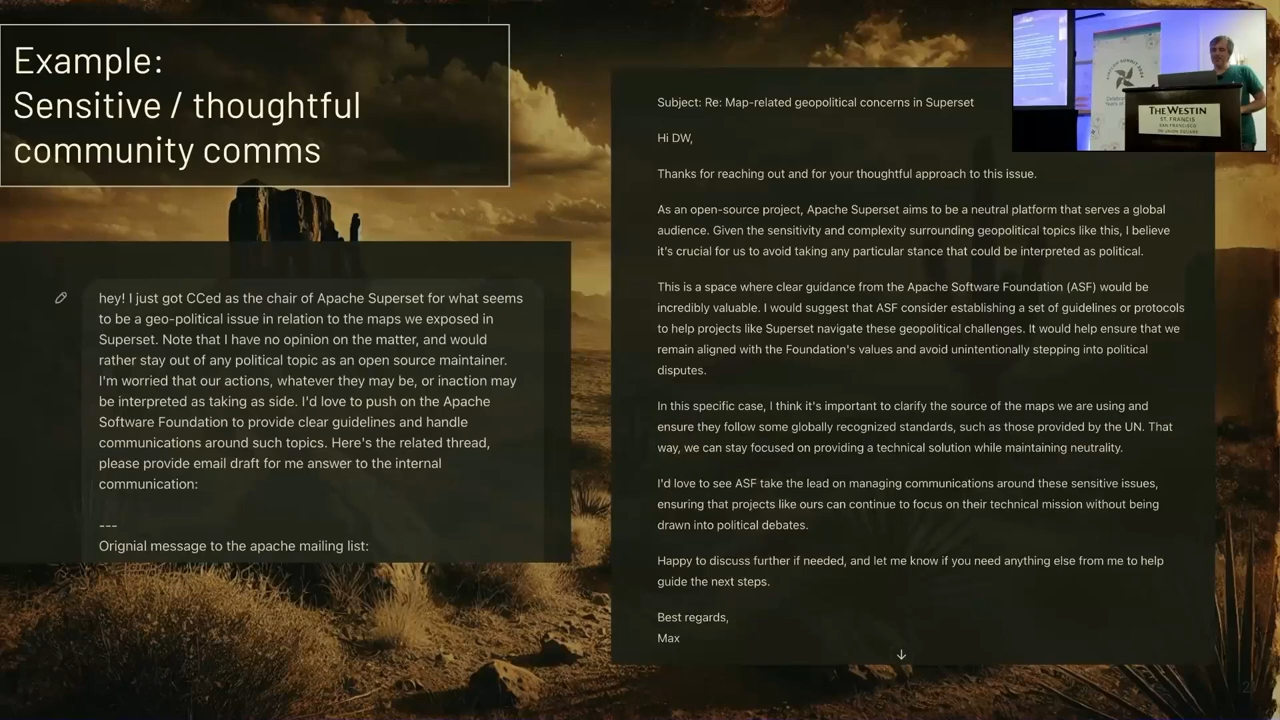 Example:
Sensitive / thoughtful
community comms
hey! I just got CCed as the chair of Apache Superset for what seems
to be a geo-political issue in relation to the maps we exposed in
Superset. Note that I have no opinion on the matter, and would
rather stay out of any political topic as an open source maintainer.
I'm worried that our actions, whatever they may be, or inaction may
be interpreted as taking as side. I'd love to push on the Apache
Software Foundation to provide clear guidelines and handle
communications around such topics. Here's the related thread,
please provide email draft for me answer to the internal
communication:
---
Orignial message to the apache mailing list:
Subject: Re: Map-related geopolitical concerns in Superset
Hi DW,
Thanks for reaching out and for your thoughtful approach to this issue.
As an open-source project, Apache Superset aims to be a neutral platform that serves a global
audience. Given the sensitivity and complexity surrounding geopolitical topics like this, I believe
it's crucial for us to avoid taking any particular stance that could be interpreted as political.
This is a space where clear guidance from the Apache Software Foundation (ASF) would be
incredibly valuable. I would suggest that ASF consider establishing a set of guidelines or protocols
to help projects like Superset navigate these geopolitical challenges. It would help ensure that we
remain aligned with the Foundation's values and avoid unintentionally stepping into political
disputes.
In this specific case, I think it's important to clarify the source of the maps we are using and
ensure they follow some globally recognized standards, such as those provided by the UN. That
way, we can stay focused on providing a technical solution while maintaining neutrality.
I'd love to see ASF take the lead on managing communications around these sensitive issues,
ensuring that projects like ours can continue to focus on their technical mission without being
drawn into political debates.
Happy to discuss further if needed, and let me know if you need anything else from me to help
guide the next steps.
Best regards,
Max
THE WESTIN
ST. FRANCIS
SAN FRANCISCO
ON UNION SQUARE